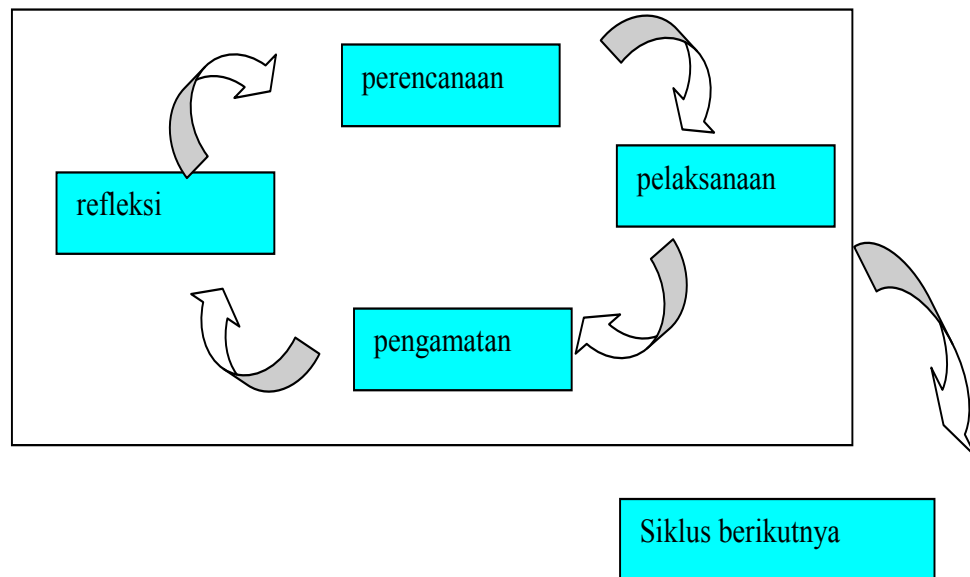 perencanaan
pelaksanaan
refleksi
pengamatan
Siklus berikutnya